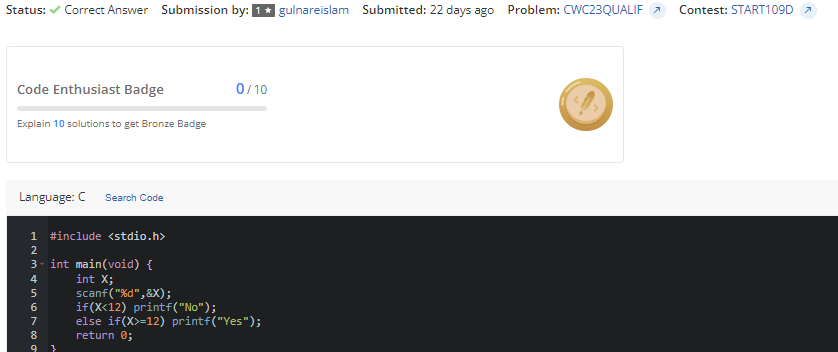 Status: ✔ Correct Answer Submission by: 1★ gulnareislam Submitted: 22 days ago Problem: CWC23QUALIF ↗ Contest: START109D ↗
Code Enthusiast Badge 0 / 10
Explain 10 solutions to get Bronze Badge
Language: C Search Code
1 #include <stdio.h>
2
3 int main(void) {
4 int X;
5 scanf("%d",&X);
6 if(X<12) printf("No");
7 else if(X>=12) printf("Yes");
8 return 0;
9 }